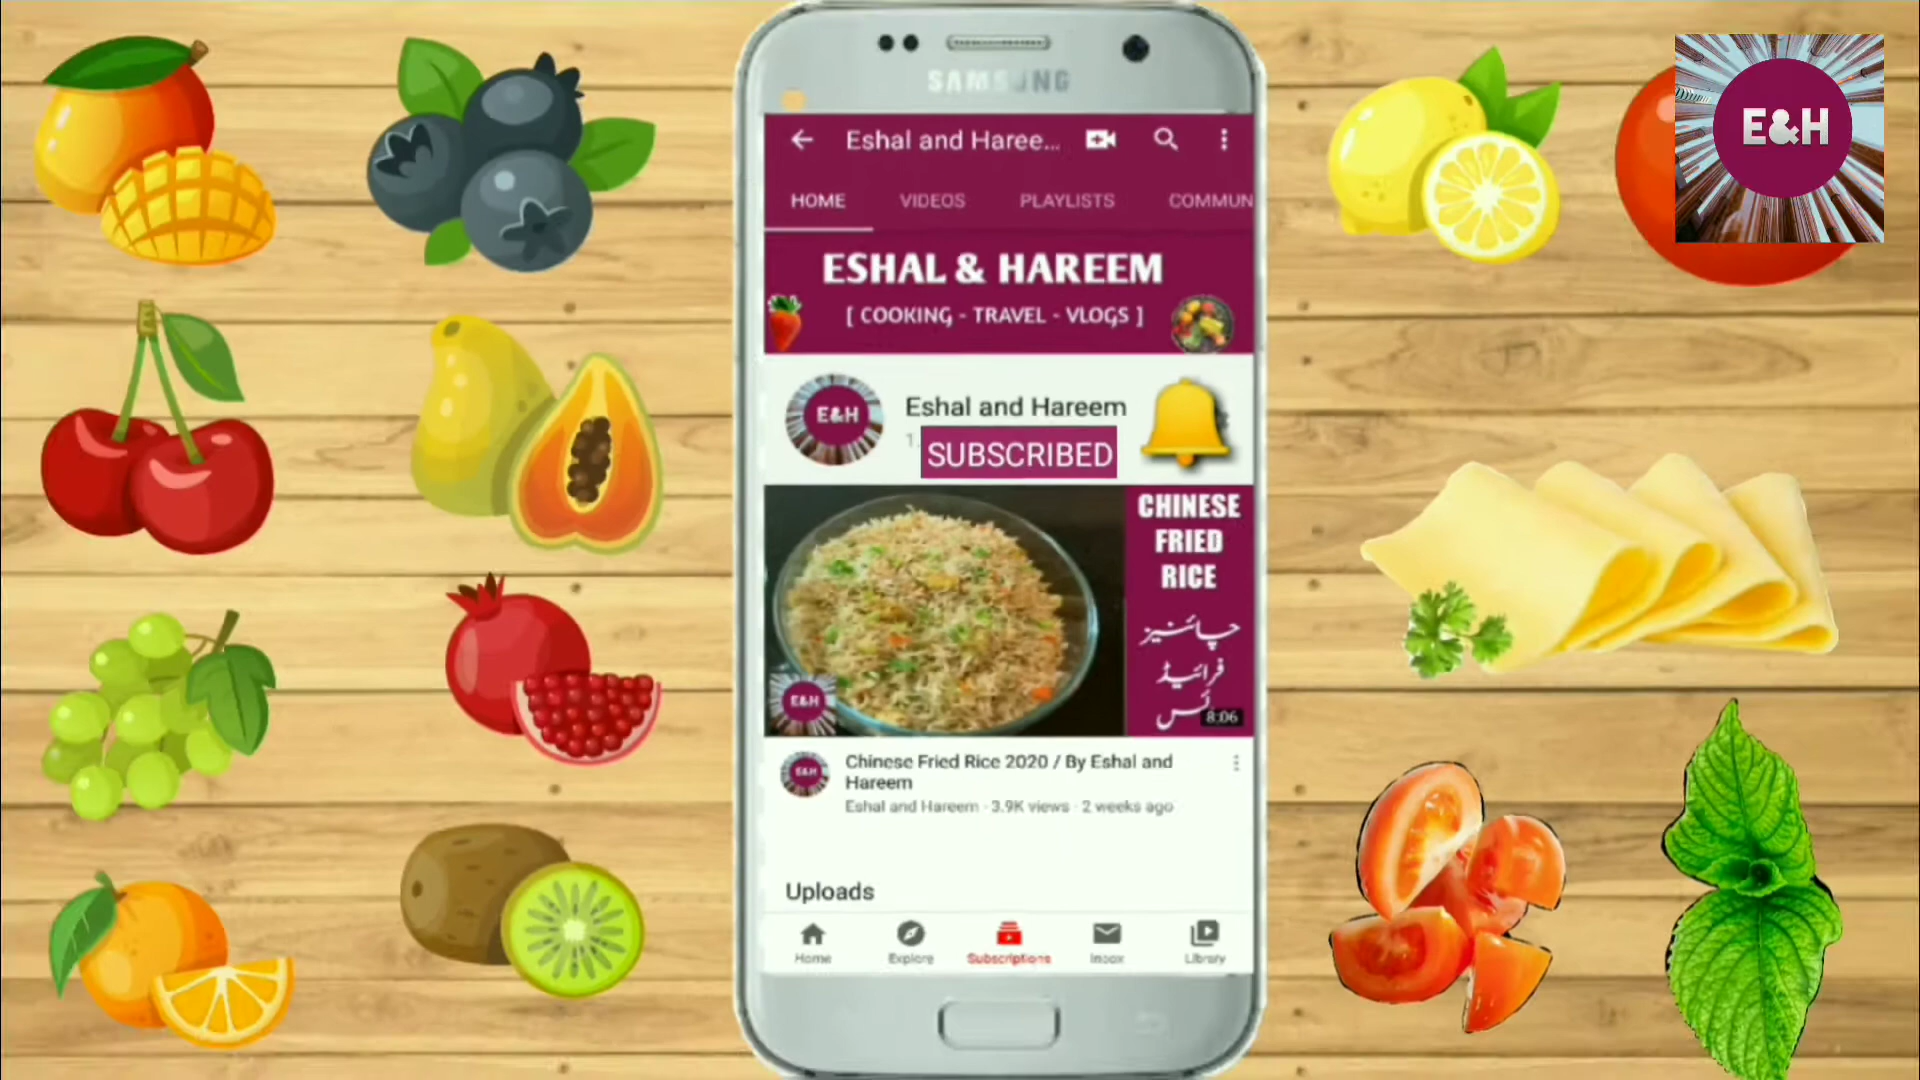 SAMSUNG
E&H
Eshal and Haree...
HOME VIDEOS PLAYLISTS COMMUN
ESHAL & HAREEM
[ COOKING - TRAVEL - VLOGS ]
E&H
Eshal and Hareem
1.
SUBSCRIBED
CHINESE
FRIED
RICE
چائنیز
فرائیڈ
رئس
E&H
8:06
E&H
Chinese Fried Rice 2020 / By Eshal and
Hareem
Eshal and Hareem · 3.9K views · 2 weeks ago
Uploads
Home Explore Subscriptions Inbox Library